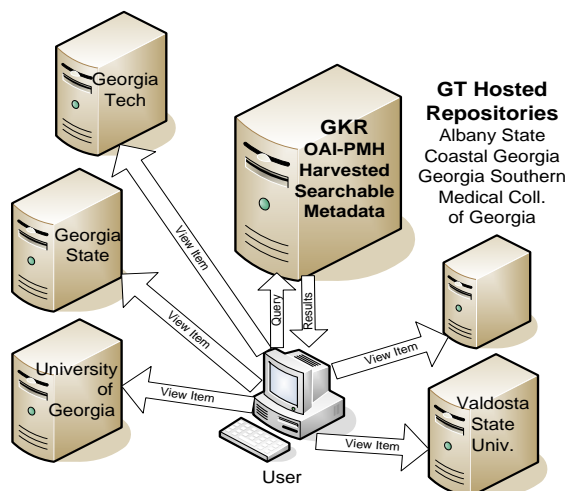 Georgia
Tech
GKR
OAI-PMH
Harvested
Searchable
Metadata
GT Hosted
Repositories
Albany State
Coastal Georgia
Georgia Southern
Medical Coll.
of Georgia
Georgia
State
View Item
View Item
Query
Results
View Item
University
of
Georgia
View Item
Valdosta
State
Univ.
View Item
User